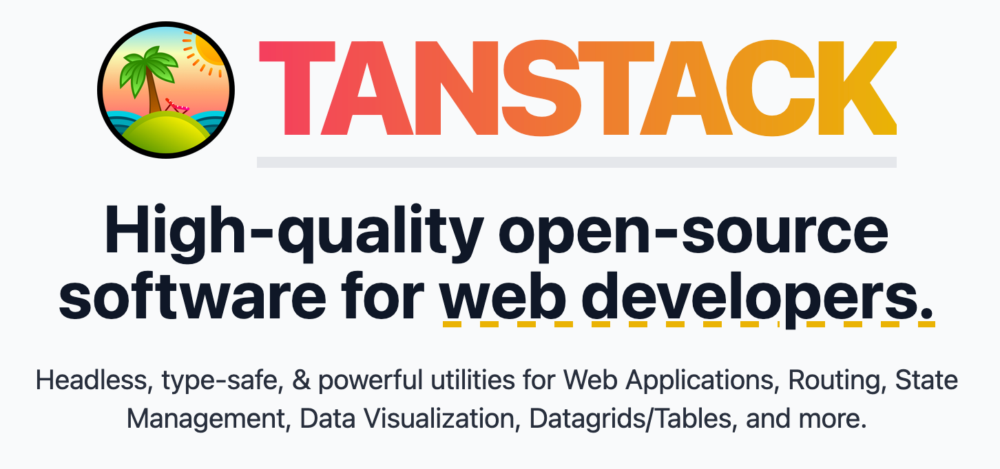 TANSTACK
High-quality open-source
software for web developers.
Headless, type-safe, & powerful utilities for Web Applications, Routing, State
Management, Data Visualization, Datagrids/Tables, and more.